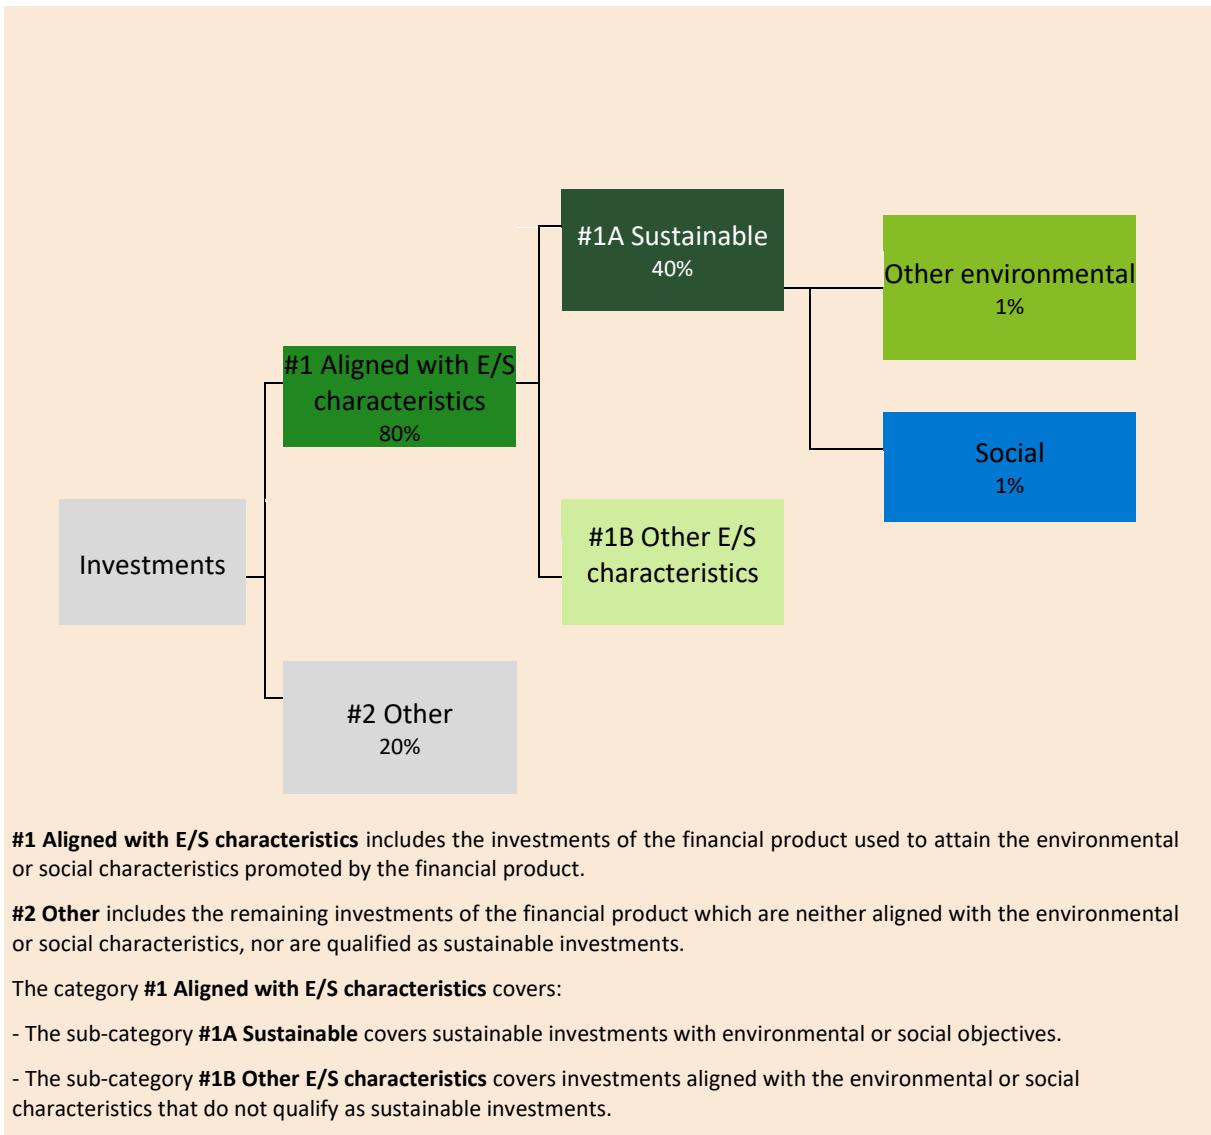 #1A Sustainable
40%
Other environmental
1%
#1 Aligned with E/S
characteristics
80%
Social
1%
Investments
#1B Other E/S
characteristics
#2 Other
20%
#1 Aligned with E/S characteristics includes the investments of the financial product used to attain the environmental
or social characteristics promoted by the financial product.
#2 Other includes the remaining investments of the financial product which are neither aligned with the environmental
or social characteristics, nor are qualified as sustainable investments.
The category #1 Aligned with E/S characteristics covers:
- The sub-category #1A Sustainable covers sustainable investments with environmental or social objectives.
- The sub-category #1B Other E/S characteristics covers investments aligned with the environmental or social
characteristics that do not qualify as sustainable investments.